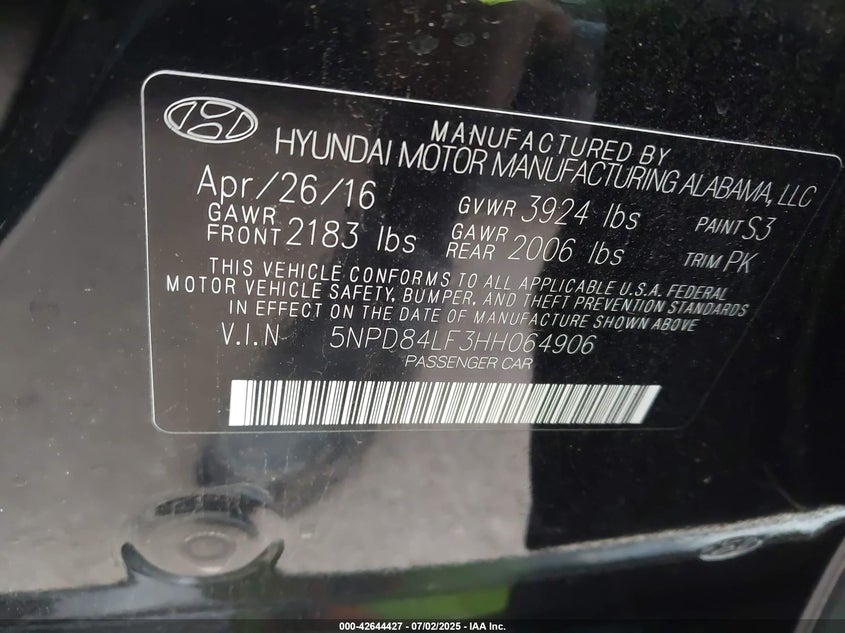 MANUFACTURED BY
HYUNDAI MOTOR MANUFACTURING ALABAMA, LLC
Apr/26/16 GVWR 3924 lbs PAINT S3
GAWR FRONT 2183 lbs GAWR REAR 2006 lbs TRIM PK
THIS VEHICLE CONFORMS TO ALL APPLICABLE U.S.A. FEDERAL
MOTOR VEHICLE SAFETY, BUMPER, AND THEFT PREVENTION STANDARDS
IN EFFECT ON THE DATE OF MANUFACTURE SHOWN ABOVE
V.I.N 5NPD84LF3HH064906
PASSENGER CAR
000-42644427 - 07/02/2025 - IAA Inc.